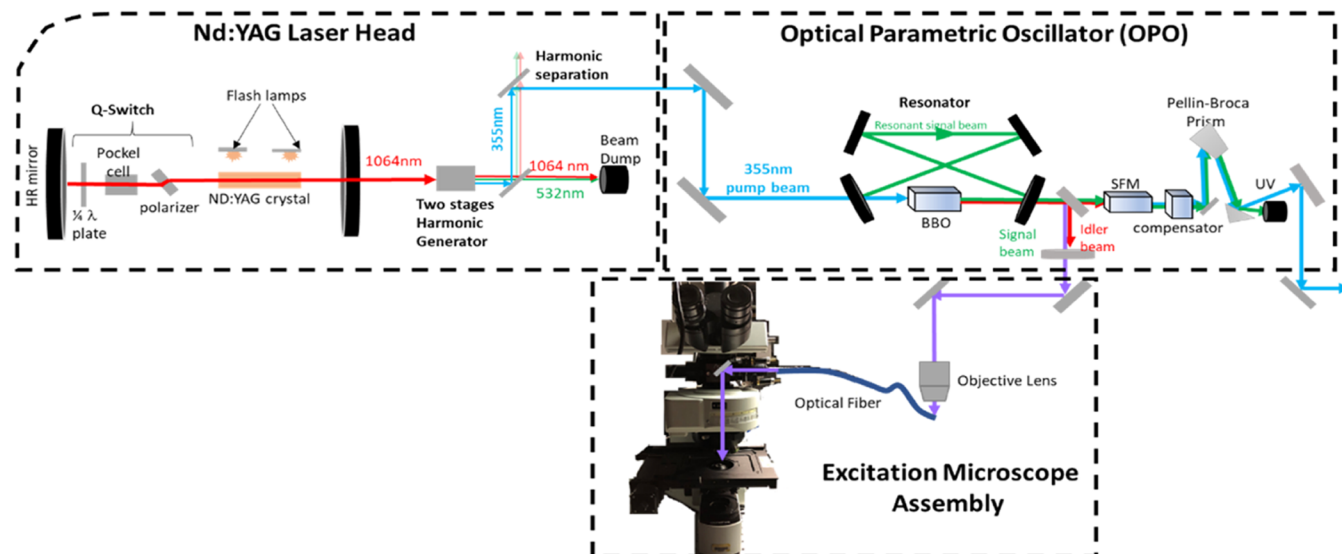 Nd:YAG Laser Head
Flash lamps
Q-Switch
Pockel
cell
HR mirror
¼ λ
plate
polarizer
ND:YAG crystal
1064nm
Two stages
Harmonic
Generator
355nm
Harmonic
separation
1064 nm
532nm
Beam
Dump
Optical Parametric Oscillator (OPO)
Resonator
Resonant signal beam
355nm
pump beam
BBO
Signal
beam
Idler
beam
SFM
compensator
Pellin-Broca
Prism
UV
Objective Lens
Optical Fiber
Excitation Microscope
Assembly